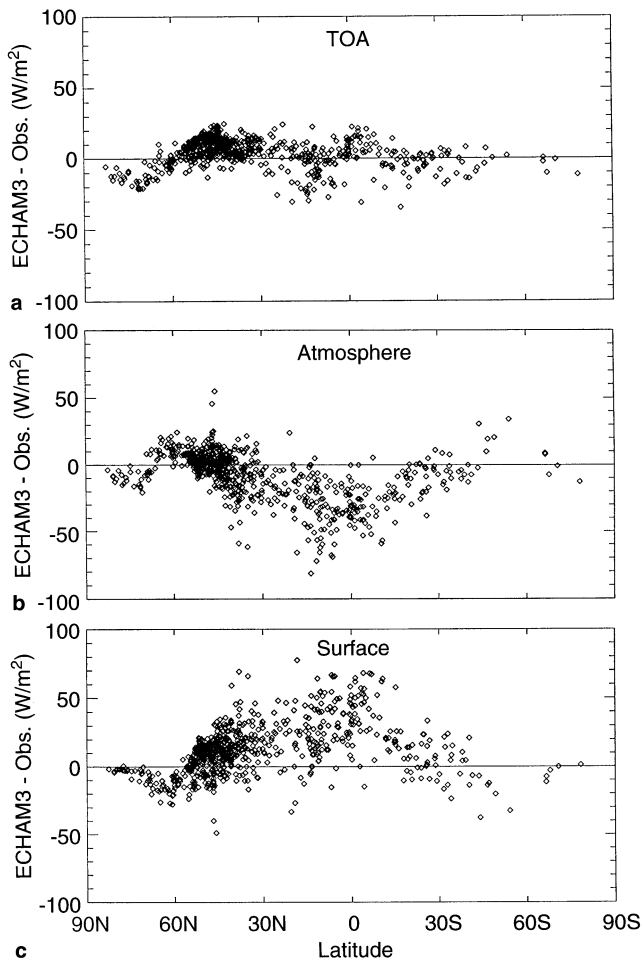 100
TOA
50
0
-50
-100
ECHAM3 - Obs. (W/m²)
a
100
Atmosphere
50
0
-50
-100
ECHAM3 - Obs. (W/m²)
b
100
Surface
50
0
-50
-100
ECHAM3 - Obs. (W/m²)
90N 60N 30N 0 30S 60S 90S
c
Latitude